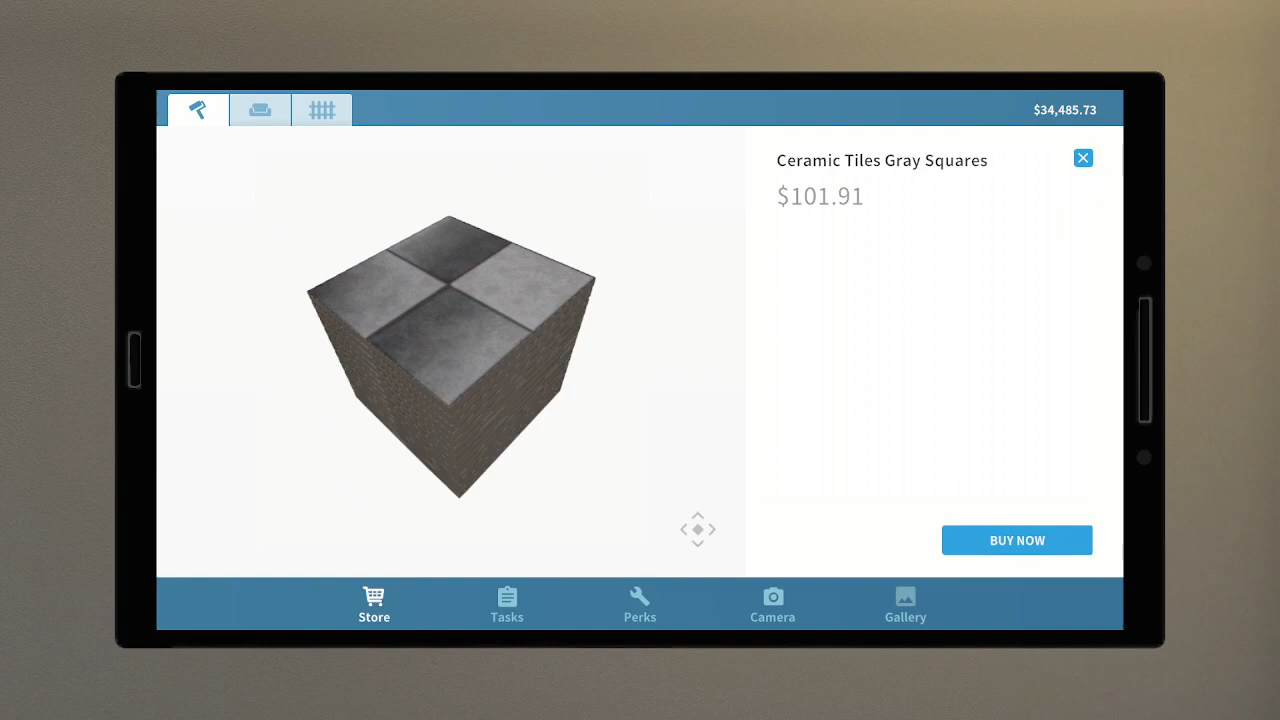 $34,485.73
Ceramic Tiles Gray Squares
$101.91
BUY NOW
Store
Tasks
Perks
Camera
Gallery